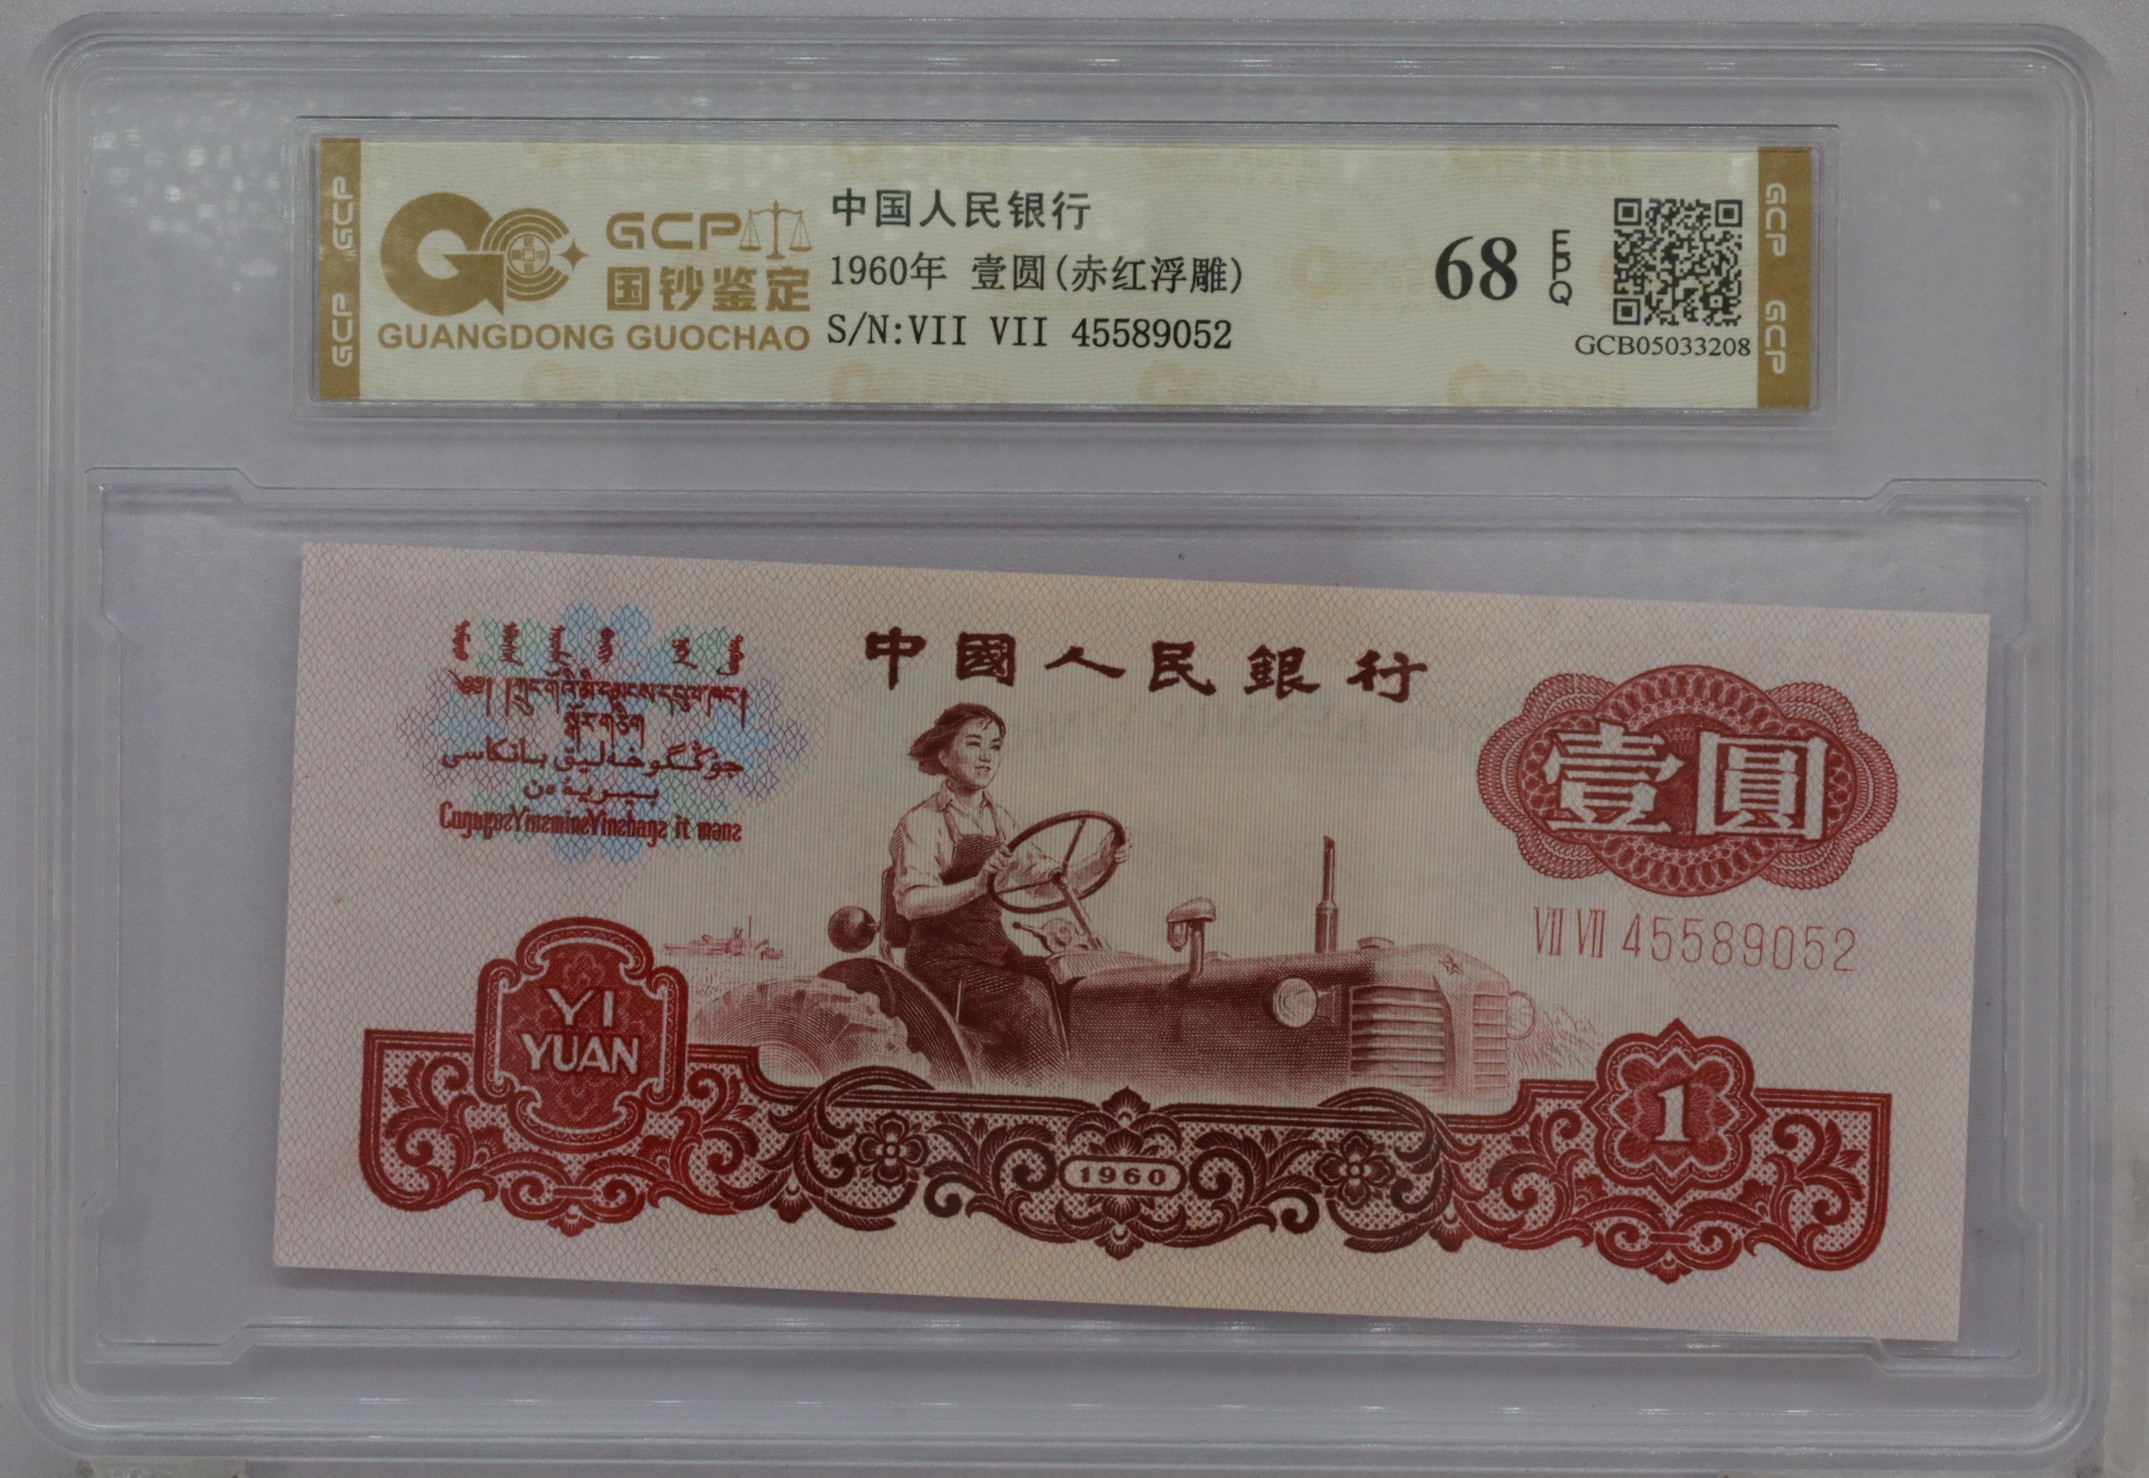 GCP GCP
GCP
国钞鉴定
GUANGDONG GUOCHAO
中国人民银行
1960年 壹圆(赤红浮雕)
S/N:VII VII 45589052
68
EPQ
GCB05033208
GCP GCP
中國人民銀行
壹圓
VII VII 45589052
YI
YUAN
1960
1